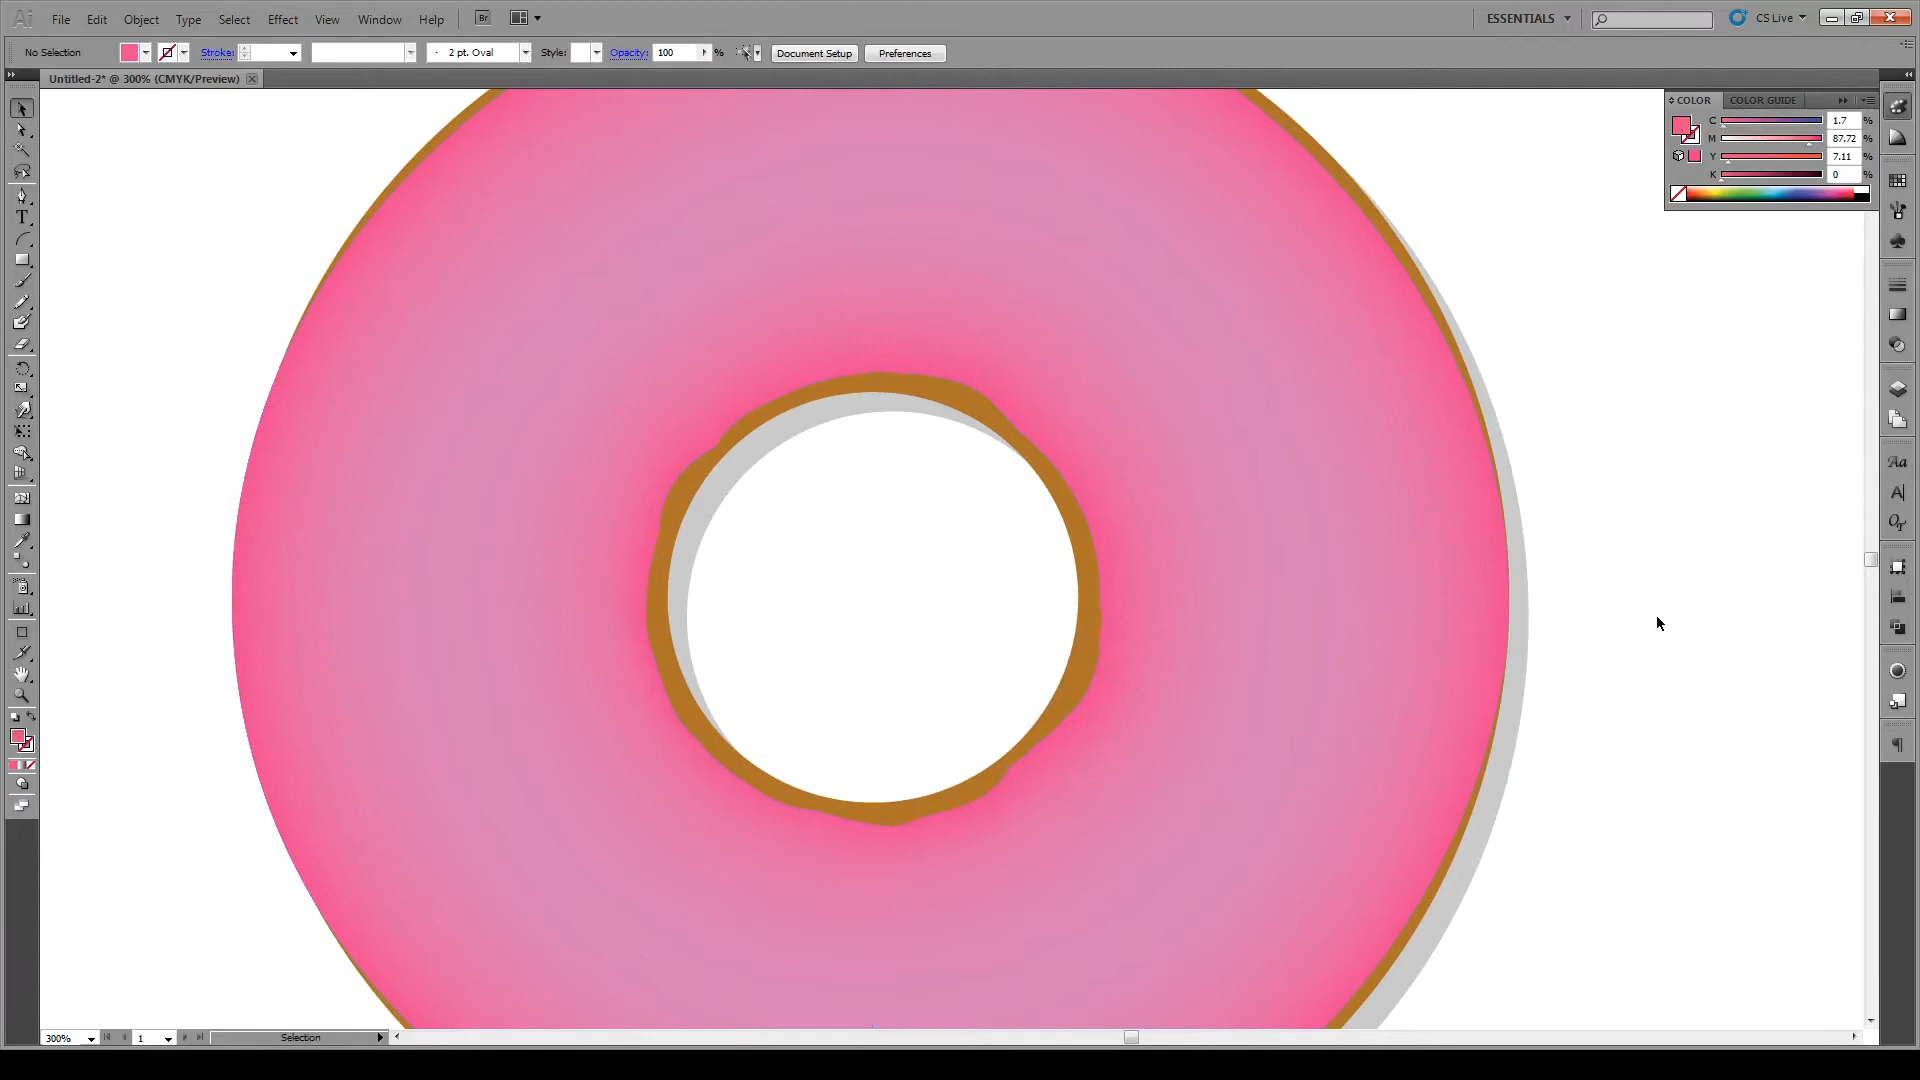 Ai File Edit Object Type Select Effect View Window Help Br ESSENTIALS CS Live
No Selection Stroke: 2 pt. Oval Style: Opacity: 100 % Document Setup Preferences
Untitled-2* @ 300% (CMYK/Preview)
COLOR COLOR GUIDE
C 1.7 %
M 87.72 %
Y 7.11 %
K 0 %
300% 1 Selection